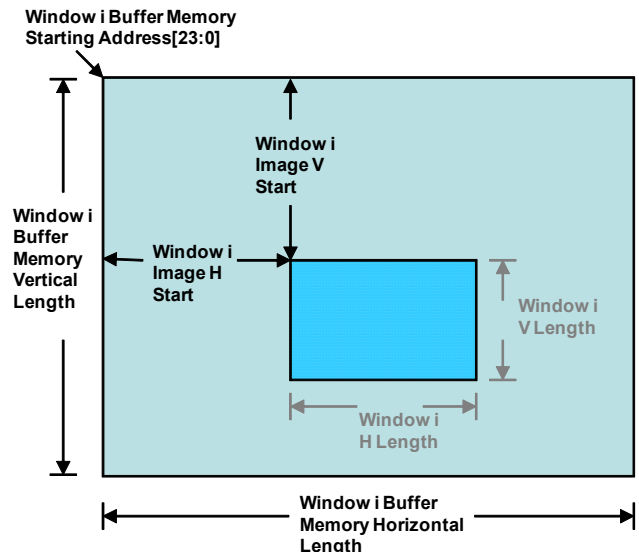 Window i Buffer Memory
Starting Address[23:0]
Window i
Image V
Start
Window i
Buffer
Memory
Vertical
Length
Window i
Image H
Start
Window i
V Length
Window i
H Length
Window i Buffer
Memory Horizontal
Length